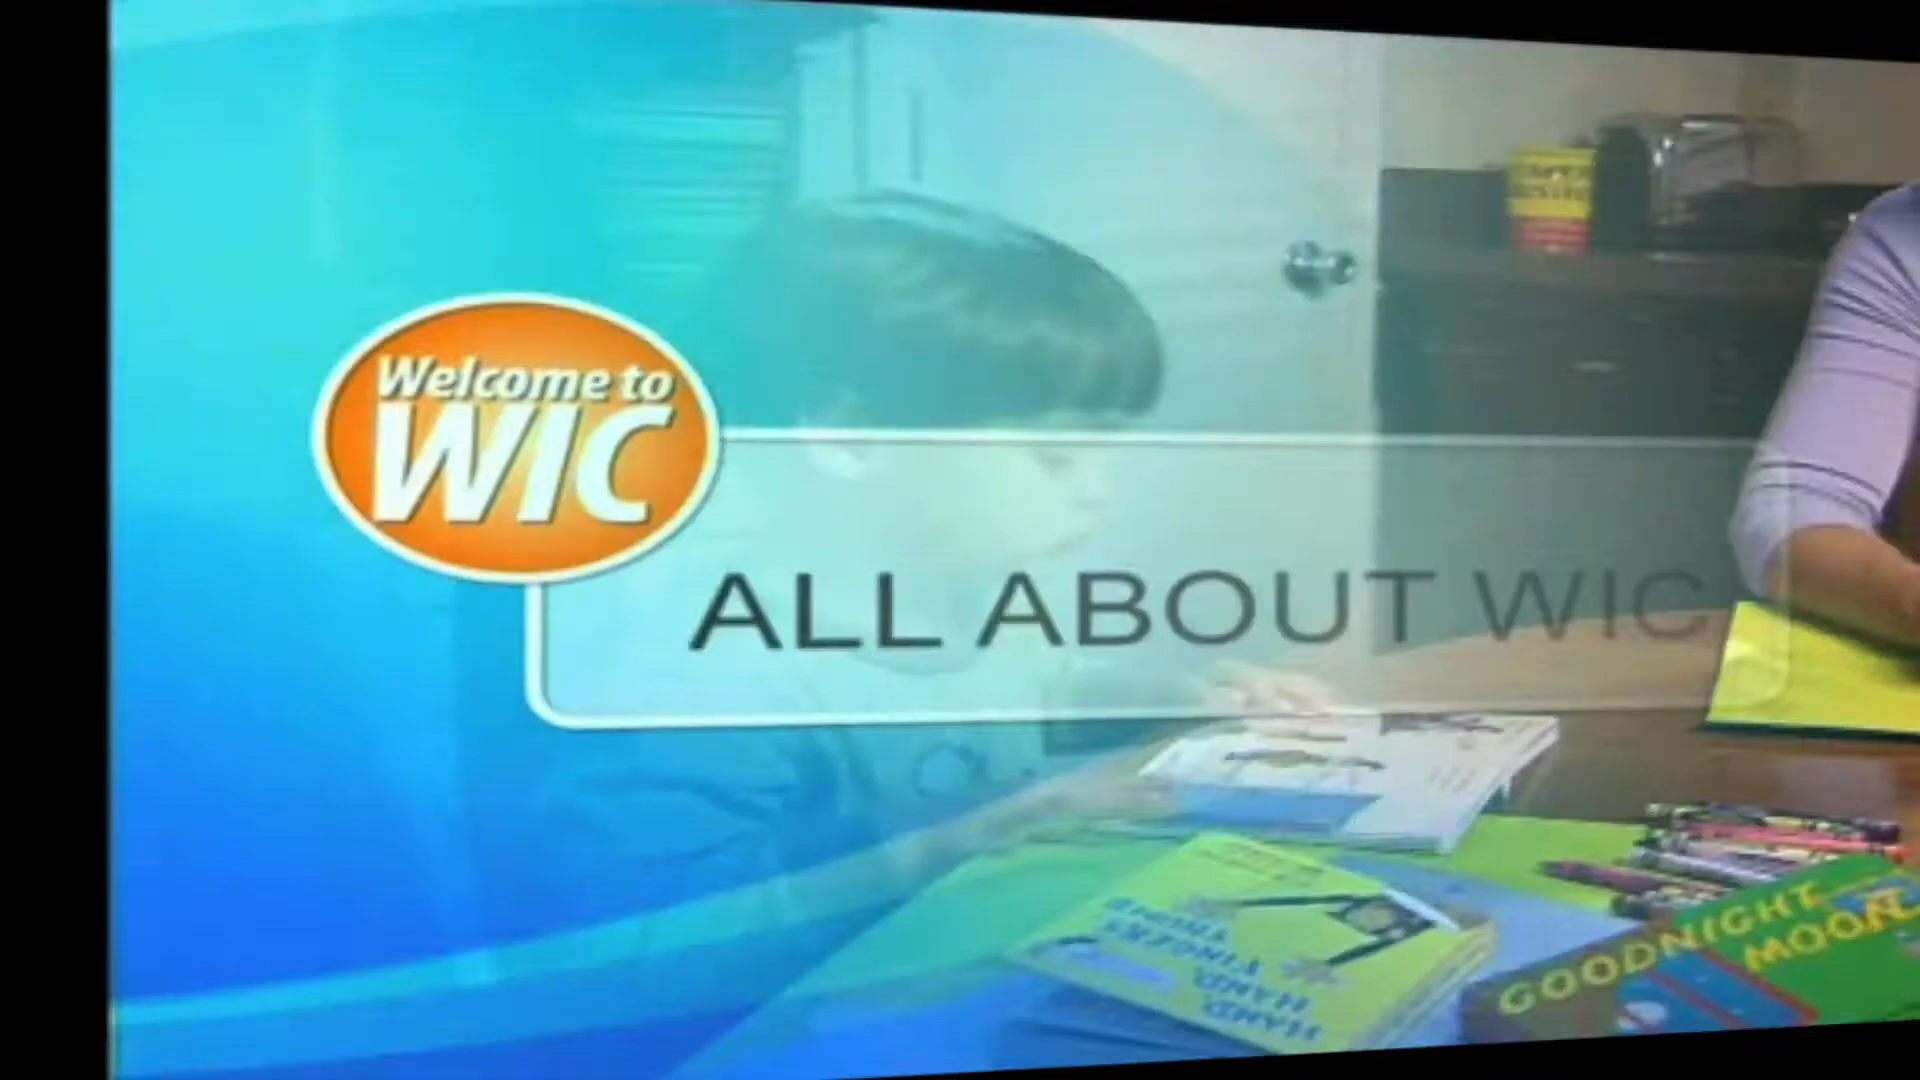 Welcome to
WIC
ALL ABOUT WIC
HAND,
HAND,
FINGERS,
THUMB
GOODNIGHT
MOON